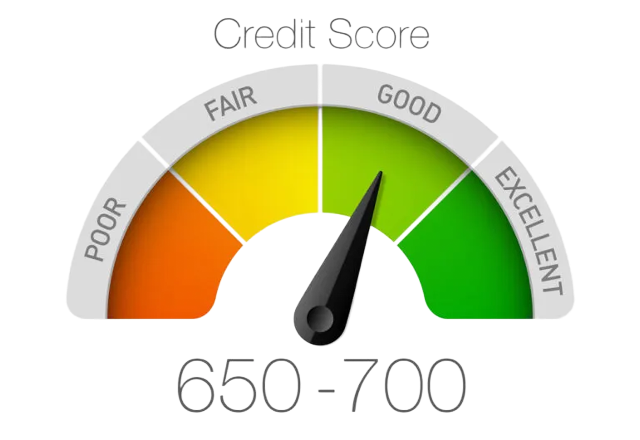 Credit Score
POOR
FAIR
GOOD
EXCELLENT
650 - 700